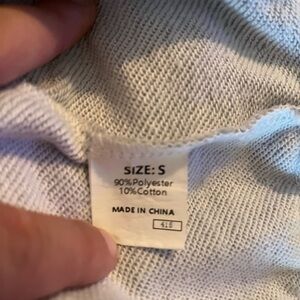 SIZE: S
90%Polyester
10%Cotton
MADE IN CHINA